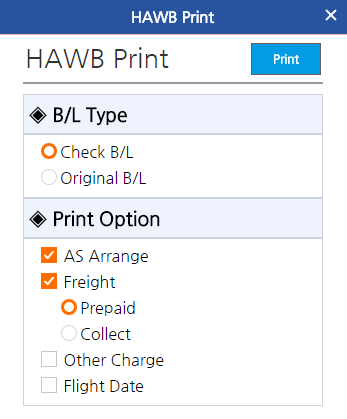 HAWB Print
HAWB Print
Print
B/L Type
Check B/L
Original B/L
Print Option
AS Arrange
Freight
Prepaid
Collect
Other Charge
Flight Date